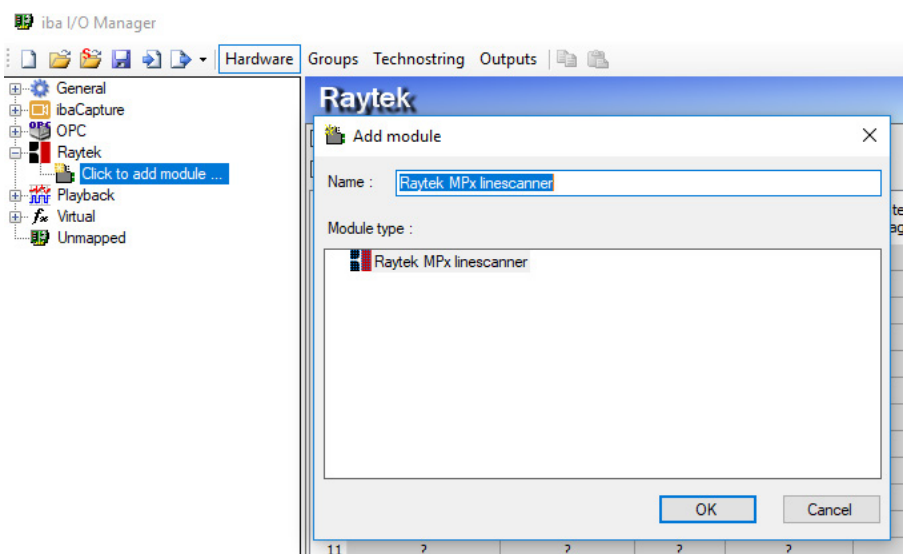 iba I/O Manager
Hardware Groups Technostring Outputs
General
ibaCapture
OPC
Raytek
Click to add module ...
Playback
Virtual
Unmapped
Raytek
Add module
Name :
Raytek MPx linescanner
Module type :
Raytek MPx linescanner
OK
Cancel
11 ? ? ? ?